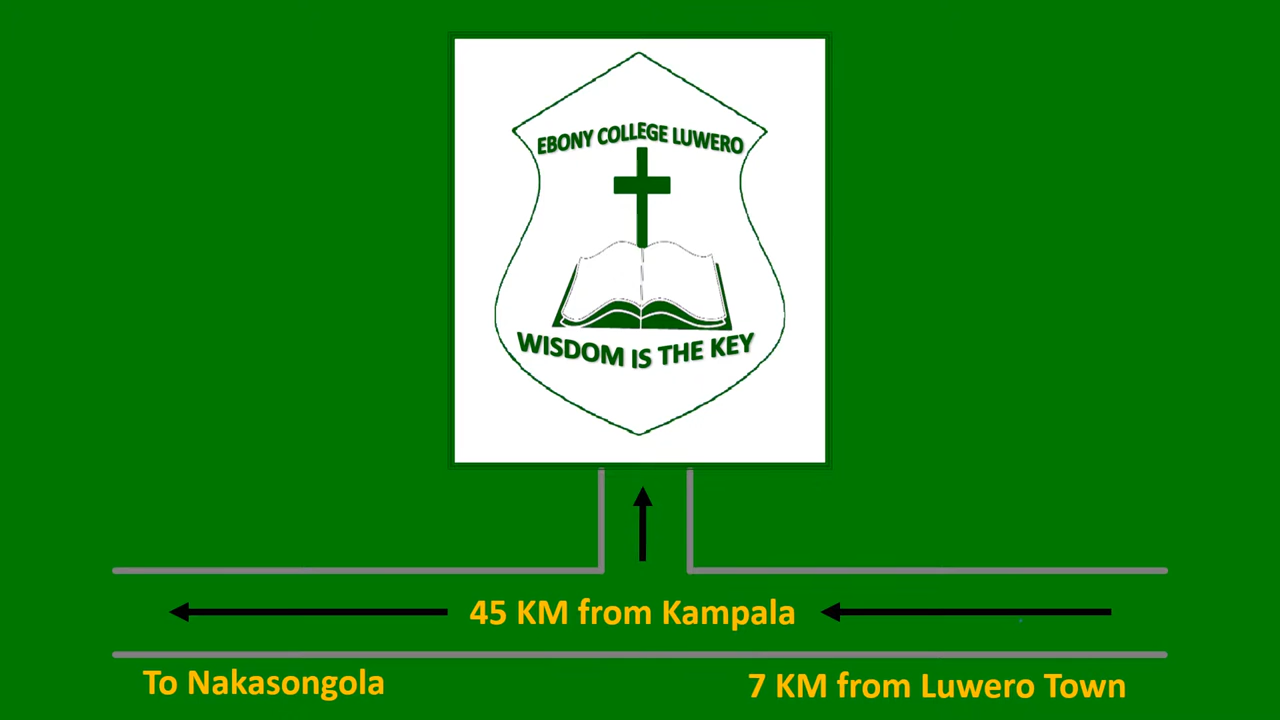 EBONY COLLEGE LUWERO
WISDOM IS THE KEY
45 KM from Kampala
To Nakasongola
7 KM from Luwero Town